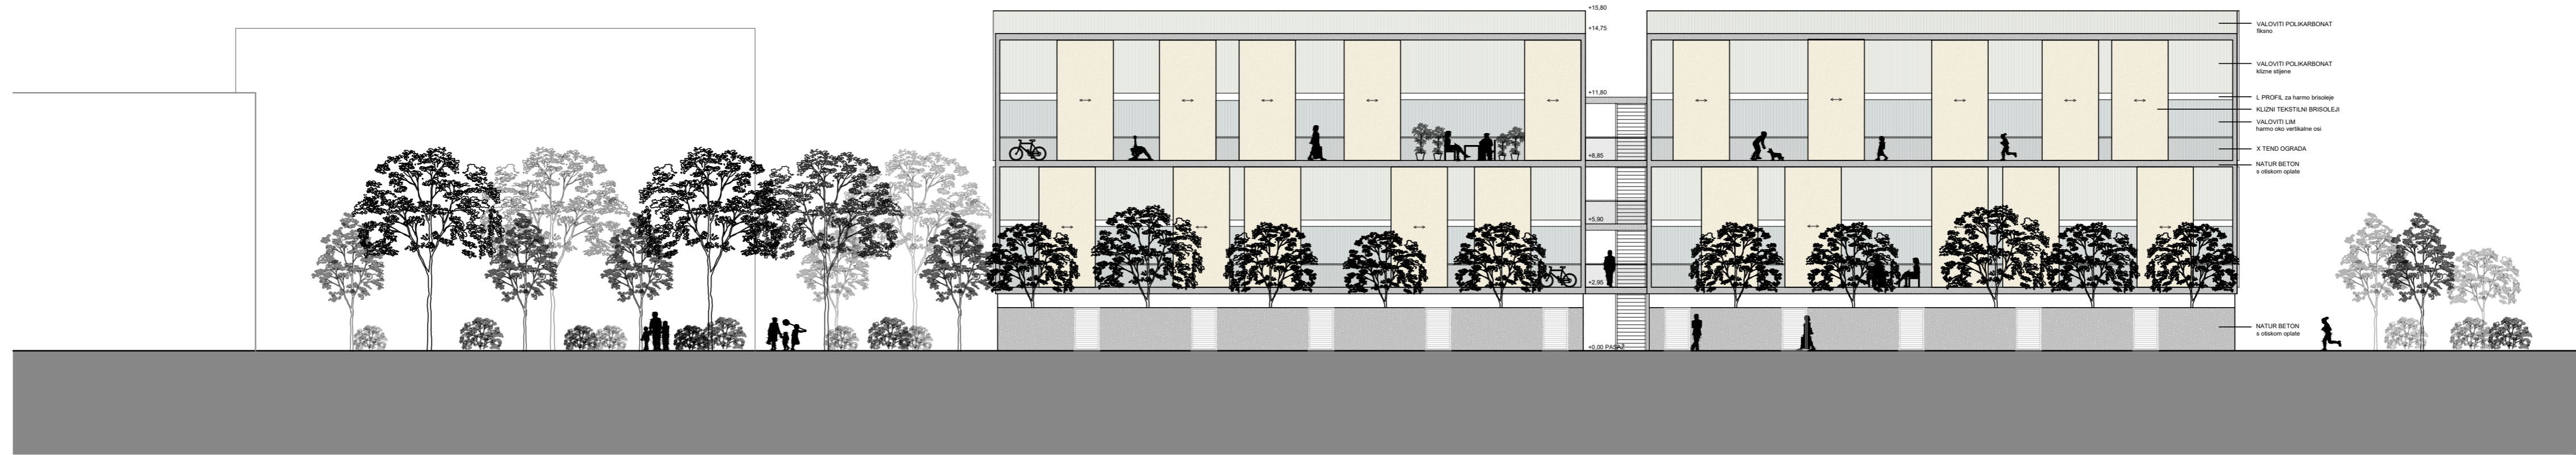 +15,80
+14,75
+11,80
+8,85
+5,90
+2,95
+0,00 PASAŽ
VALOVITI POLIKARBONAT
fiksno
VALOVITI POLIKARBONAT
klizne stijene
L PROFIL za harmo brisoleje
KLIZNI TEKSTILNI BRISOLEJI
VALOVITI LIM
harmo oko vertikalne osi
X TEND OGRADA
NATUR BETON
s otiskom oplate
NATUR BETON
s otiskom oplate